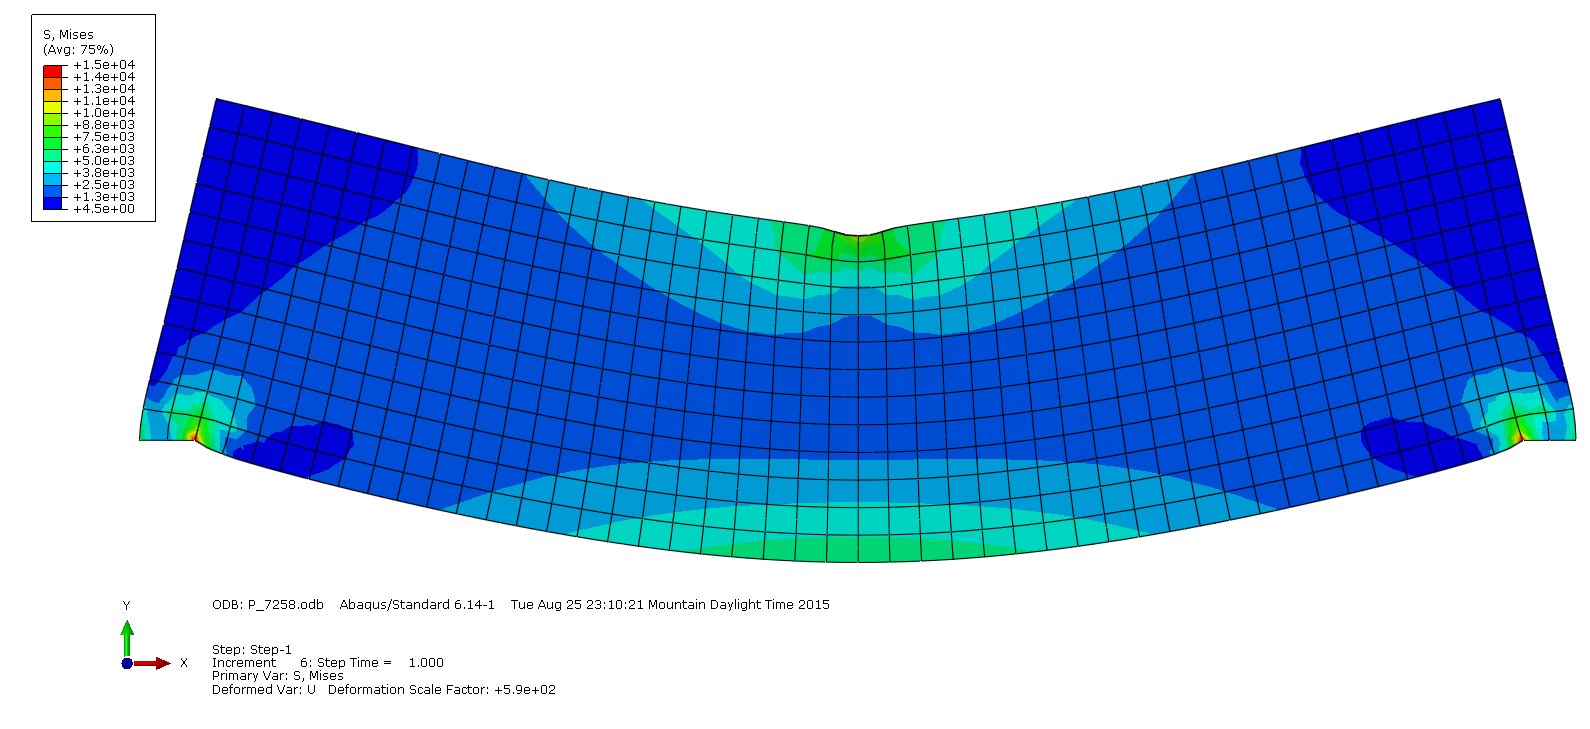 S, Mises
(Avg: 75%)
+1.5e+04
+1.4e+04
+1.3e+04
+1.1e+04
+1.0e+04
+8.8e+03
+7.5e+03
+6.3e+03
+5.0e+03
+3.8e+03
+2.5e+03
+1.3e+03
+4.5e+00
Y
X
ODB: P_7258.odb    Abaqus/Standard 6.14-1    Tue Aug 25 23:10:21 Mountain Daylight Time 2015
Step: Step-1
Increment      6: Step Time =    1.000
Primary Var: S, Mises
Deformed Var: U   Deformation Scale Factor: +5.9e+02